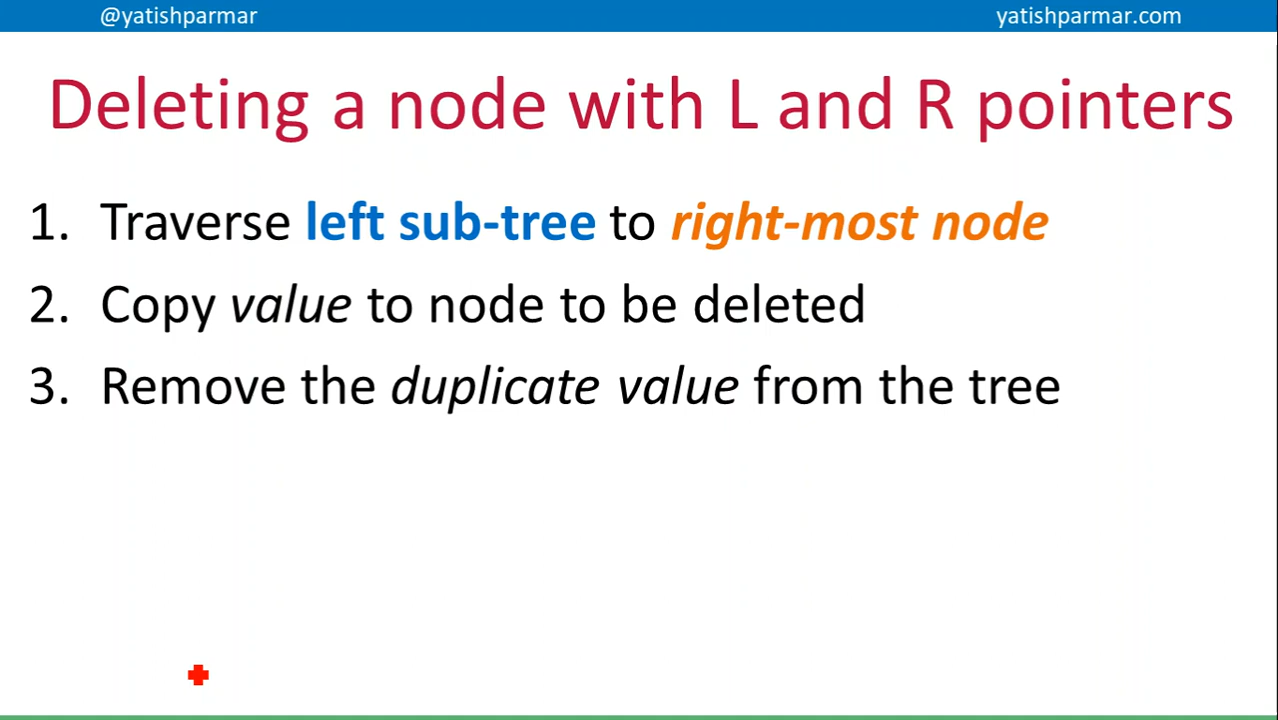 @yatishparmar
yatishparmar.com
Deleting a node with L and R pointers
1. Traverse left sub-tree to right-most node
2. Copy value to node to be deleted
3. Remove the duplicate value from the tree